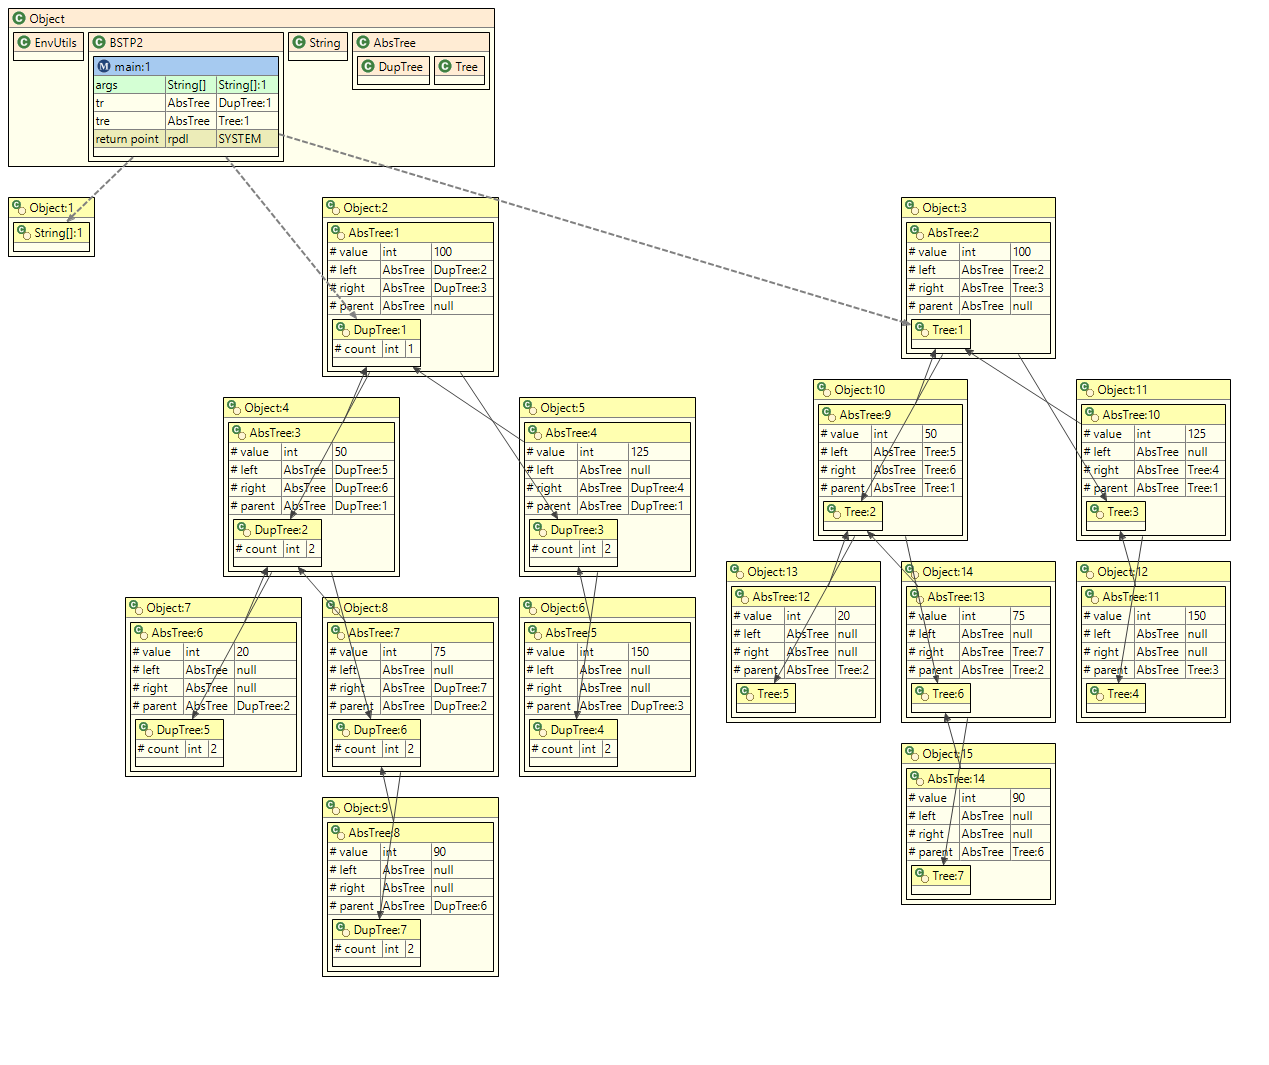 Object
EnvUtils
BSTP2
main:1
args String[] String[]:1
tr AbsTree DupTree:1
tre AbsTree Tree:1
return point rpdl SYSTEM
String
AbsTree
DupTree
Tree
Object:1
String[]:1
Object:2
AbsTree:1
# value int 100
# left AbsTree DupTree:2
# right AbsTree DupTree:3
# parent AbsTree null
DupTree:1
# count int 1
Object:3
AbsTree:2
# value int 100
# left AbsTree Tree:2
# right AbsTree Tree:3
# parent AbsTree null
Tree:1
Object:4
AbsTree:3
# value int 50
# left AbsTree DupTree:5
# right AbsTree DupTree:6
# parent AbsTree DupTree:1
DupTree:2
# count int 2
Object:5
AbsTree:4
# value int 125
# left AbsTree null
# right AbsTree DupTree:4
# parent AbsTree DupTree:1
DupTree:3
# count int 2
Object:10
AbsTree:9
# value int 50
# left AbsTree Tree:5
# right AbsTree Tree:6
# parent AbsTree Tree:1
Tree:2
Object:11
AbsTree:10
# value int 125
# left AbsTree null
# right AbsTree Tree:4
# parent AbsTree Tree:1
Tree:3
Object:7
AbsTree:6
# value int 20
# left AbsTree null
# right AbsTree null
# parent AbsTree DupTree:2
DupTree:5
# count int 2
Object:8
AbsTree:7
# value int 75
# left AbsTree null
# right AbsTree DupTree:7
# parent AbsTree DupTree:2
DupTree:6
# count int 2
Object:6
AbsTree:5
# value int 150
# left AbsTree null
# right AbsTree null
# parent AbsTree DupTree:3
DupTree:4
# count int 2
Object:13
AbsTree:12
# value int 20
# left AbsTree null
# right AbsTree null
# parent AbsTree Tree:2
Tree:5
Object:14
AbsTree:13
# value int 75
# left AbsTree null
# right AbsTree Tree:7
# parent AbsTree Tree:2
Tree:6
Object:12
AbsTree:11
# value int 150
# left AbsTree null
# right AbsTree null
# parent AbsTree Tree:3
Tree:4
Object:9
AbsTree:8
# value int 90
# left AbsTree null
# right AbsTree null
# parent AbsTree DupTree:6
DupTree:7
# count int 2
Object:15
AbsTree:14
# value int 90
# left AbsTree null
# right AbsTree null
# parent AbsTree Tree:6
Tree:7